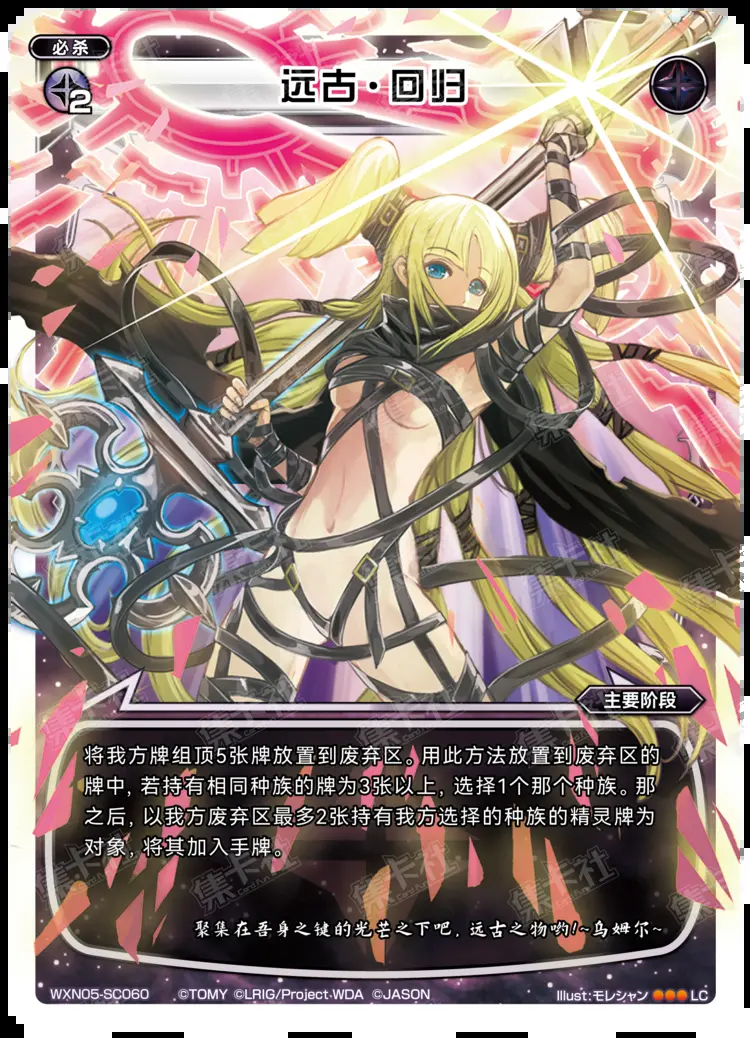 必杀
2
远古·回归
主要阶段
将我方牌组顶5张牌放置到废弃区。用此方法放置到废弃区的
牌中，若持有相同种族的牌为3张以上，选择1个那个种族。那
之后，以我方废弃区最多2张持有我方选择的种族的精灵牌为
对象，将其加入手牌。
聚集在吾身之键的光芒之下吧，远古之物哟！~乌姆尔~
WXN05-SC060 ©TOMY ©LRIG/Project WDA ©JASON
Illust:モレシャン LC
集卡社